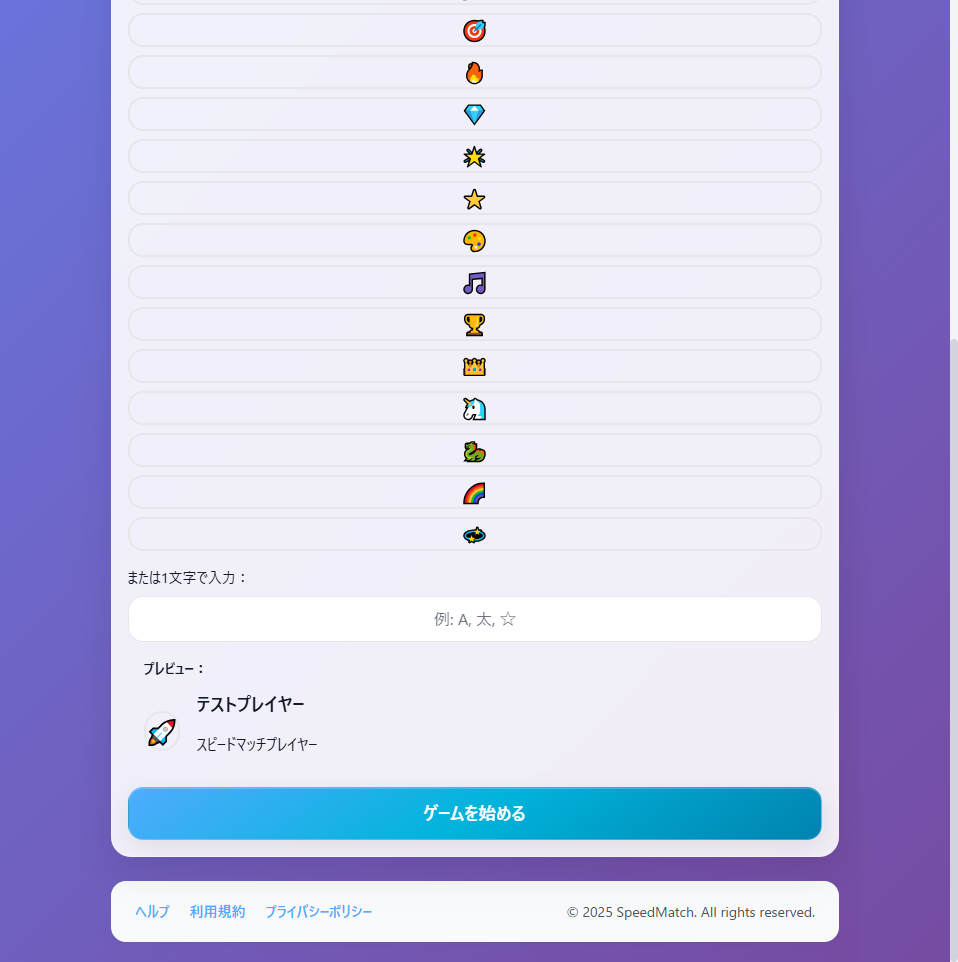 または1文字で入力：
例: A, 太, ☆
プレビュー：
テストプレイヤー
スピードマッチプレイヤー
ゲームを始める
ヘルプ 利用規約 プライバシーポリシー © 2025 SpeedMatch. All rights reserved.